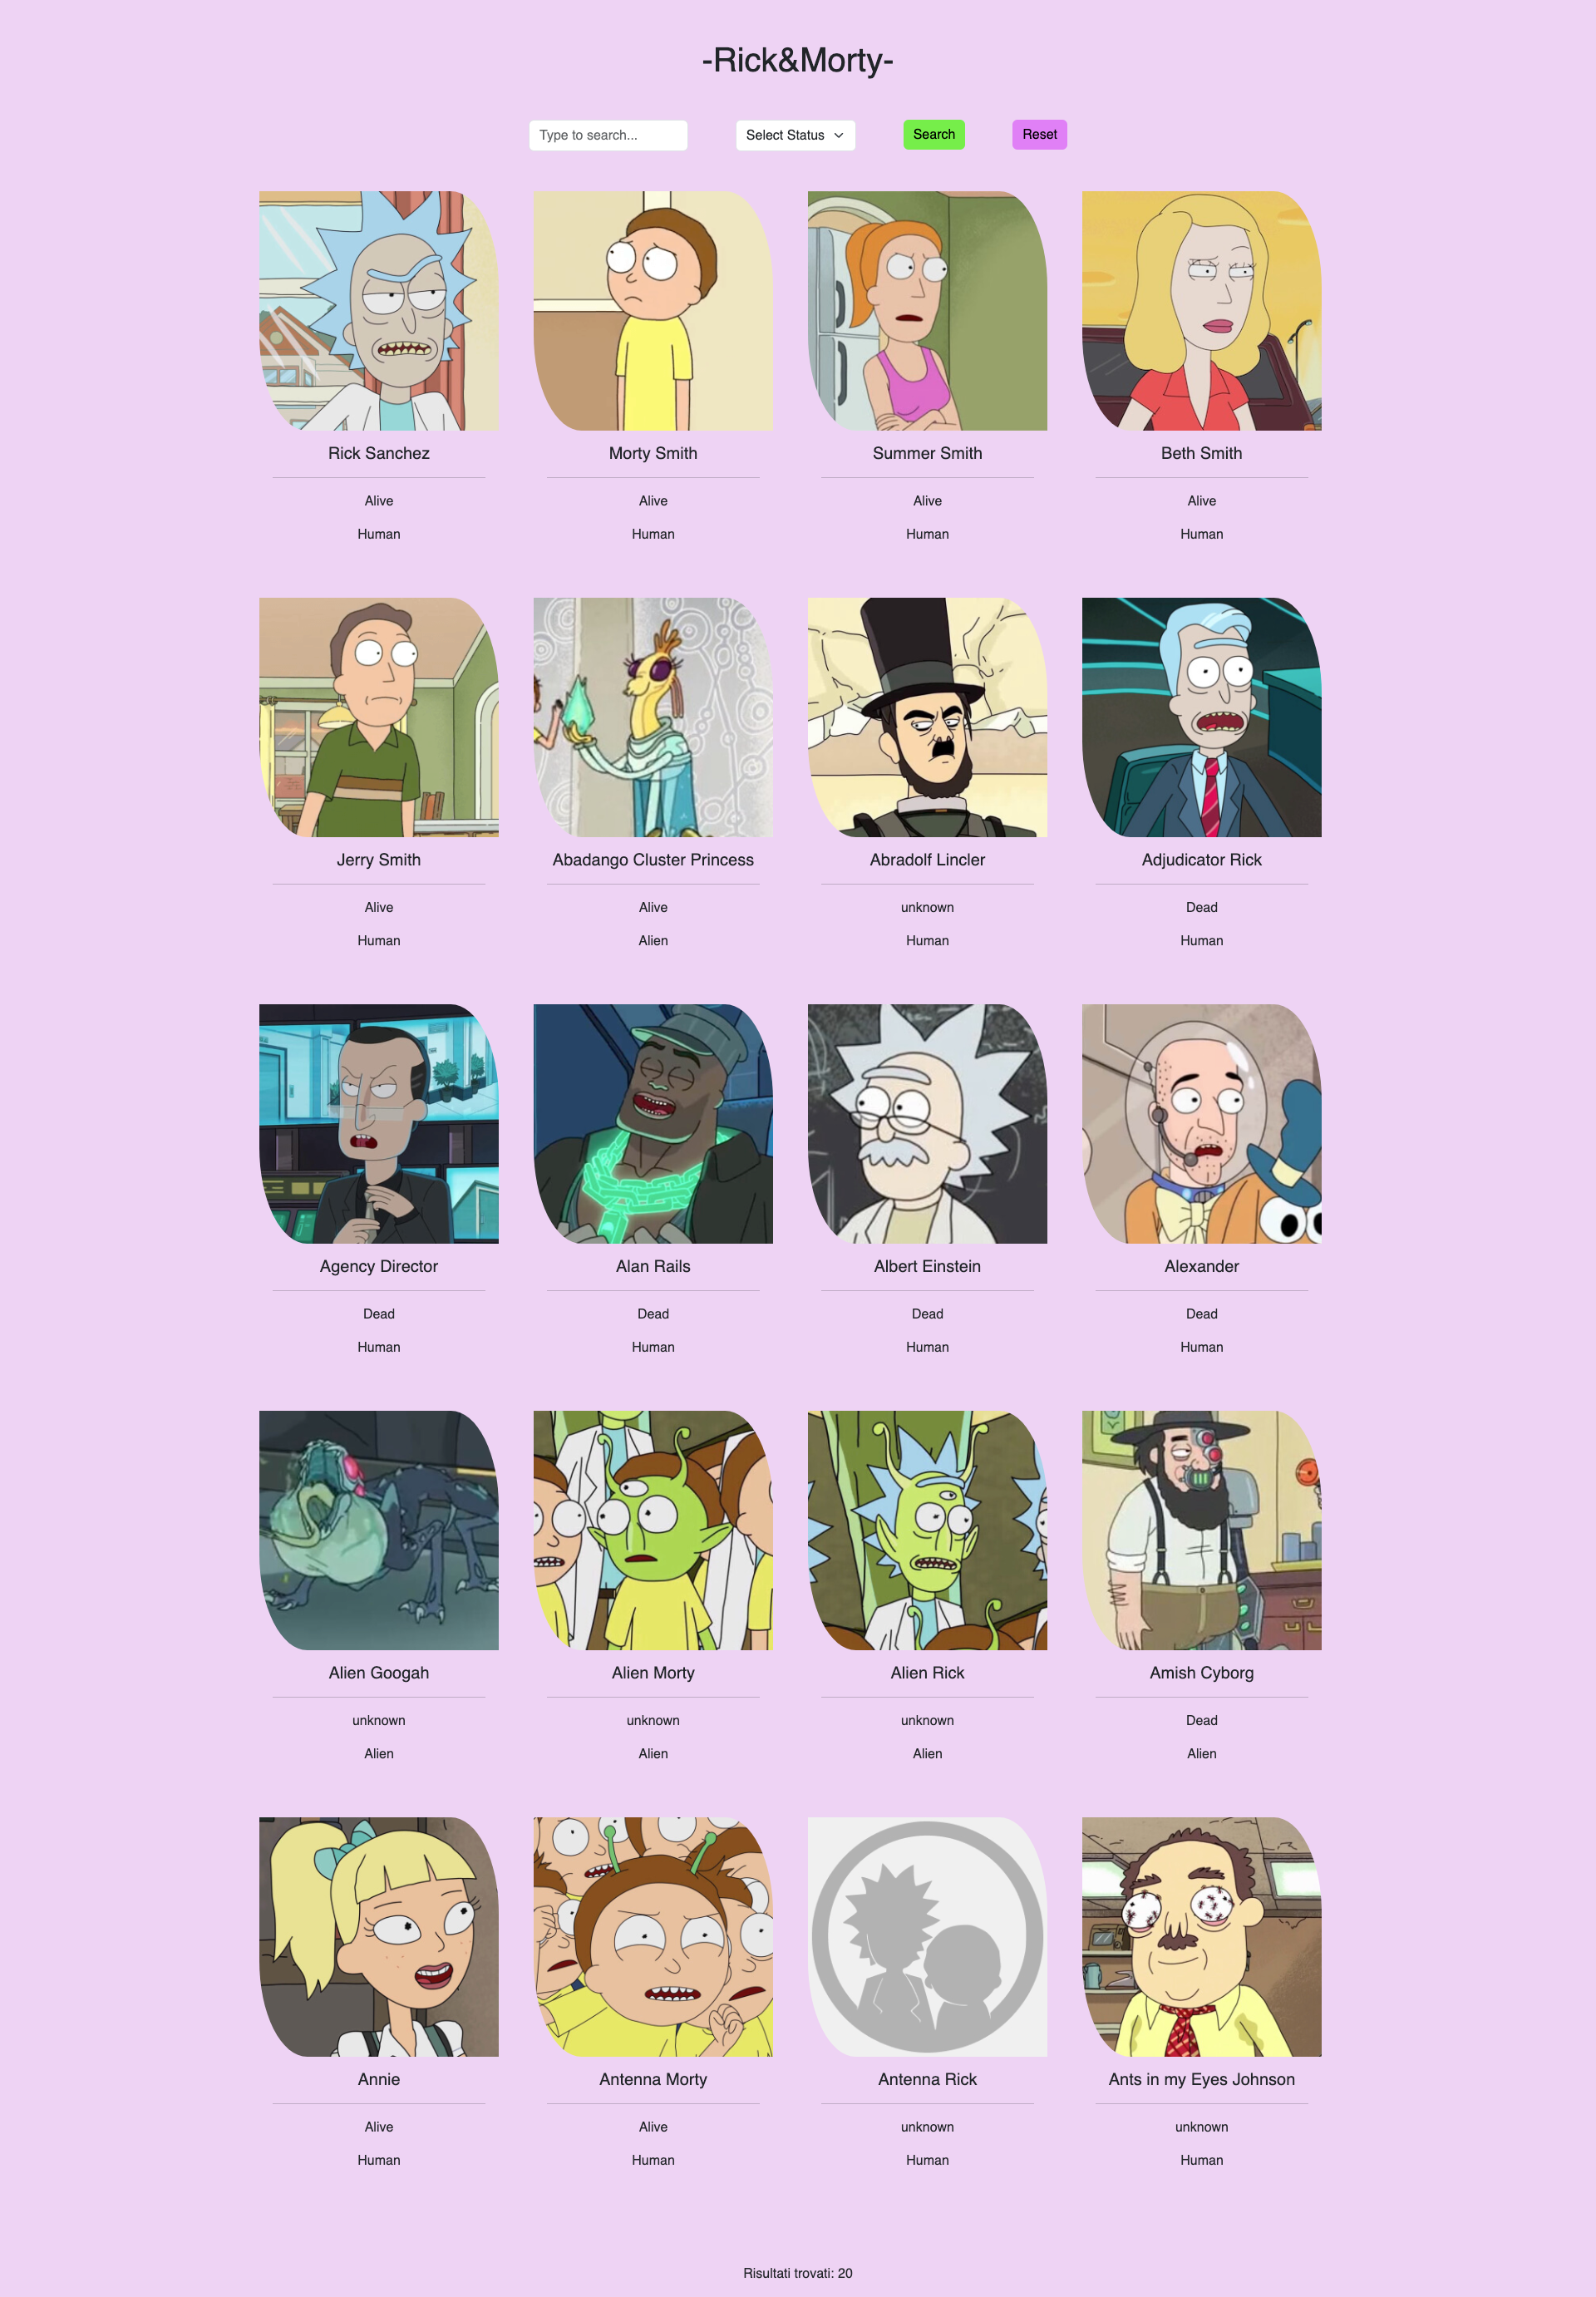 -Rick&Morty-
Type to search...
Select Status
Search
Reset
Rick Sanchez
Alive
Human
Morty Smith
Alive
Human
Summer Smith
Alive
Human
Beth Smith
Alive
Human
Jerry Smith
Alive
Human
Abadango Cluster Princess
Alive
Alien
Abradolf Lincler
unknown
Human
Adjudicator Rick
Dead
Human
Agency Director
Dead
Human
Alan Rails
Dead
Human
Albert Einstein
Dead
Human
Alexander
Dead
Human
Alien Googah
unknown
Alien
Alien Morty
unknown
Alien
Alien Rick
unknown
Alien
Amish Cyborg
Dead
Alien
Annie
Alive
Human
Antenna Morty
Alive
Human
Antenna Rick
unknown
Human
Ants in my Eyes Johnson
unknown
Human
Risultati trovati: 20